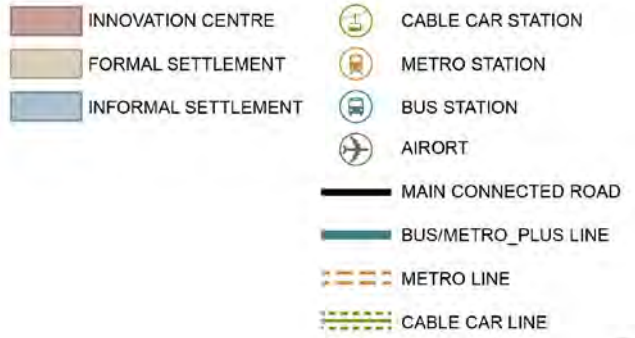 INNOVATION CENTRE
FORMAL SETTLEMENT
INFORMAL SETTLEMENT
CABLE CAR STATION
METRO STATION
BUS STATION
AIRORT
MAIN CONNECTED ROAD
BUS/METRO_PLUS LINE
METRO LINE
CABLE CAR LINE